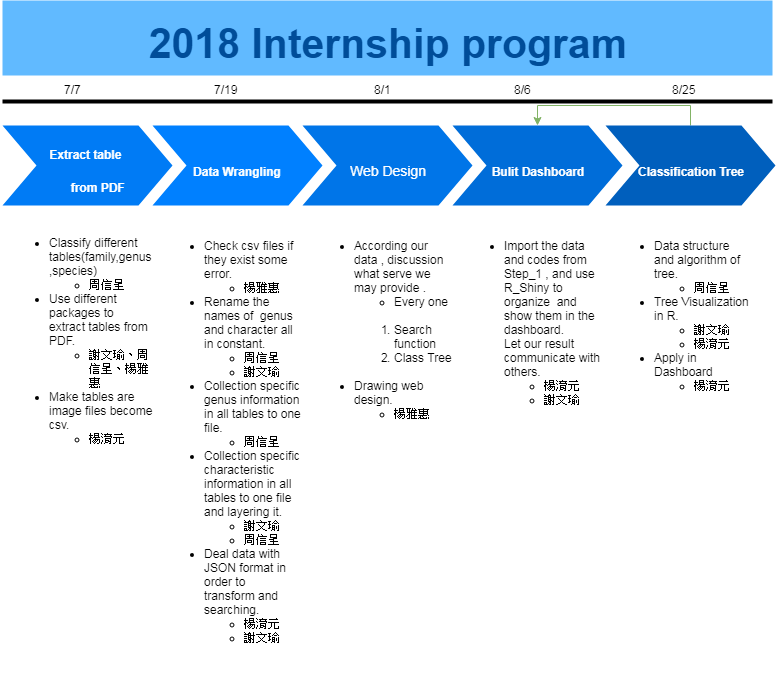 2018 Internship program
7/7
7/19
8/1
8/6
8/25
Extract table
from PDF
Data Wrangling
Web Design
Bulit Dashboard
Classification Tree
Classify different
tables(family,genus
,species)
周信呈
Use different
packages to
extract tables from
PDF.
謝文瑜、周
信呈、楊雅
惠
Make tables are
image files become
csv.
楊淯元
Check csv files if
they exist some
error.
楊雅惠
Rename the
names of genus
and character all
in constant.
周信呈
謝文瑜
Collection specific
genus information
in all tables to one
file.
周信呈
Collection specific
characteristic
information in all
tables to one file
and layering it.
謝文瑜
周信呈
Deal data with
JSON format in
order to
transform and
searching.
楊淯元
謝文瑜
According our
data , discussion
what serve we
may provide .
Every one
1. Search
function
2. Class Tree
Drawing web
design.
楊雅惠
Import the data
and codes from
Step_1 , and use
R_Shiny to
organize and
show them in the
dashboard.
Let our result
communicate with
others.
楊淯元
謝文瑜
Data structure
and algorithm of
tree.
周信呈
Tree Visualization
in R.
謝文瑜
楊淯元
Apply in
Dashboard
楊淯元